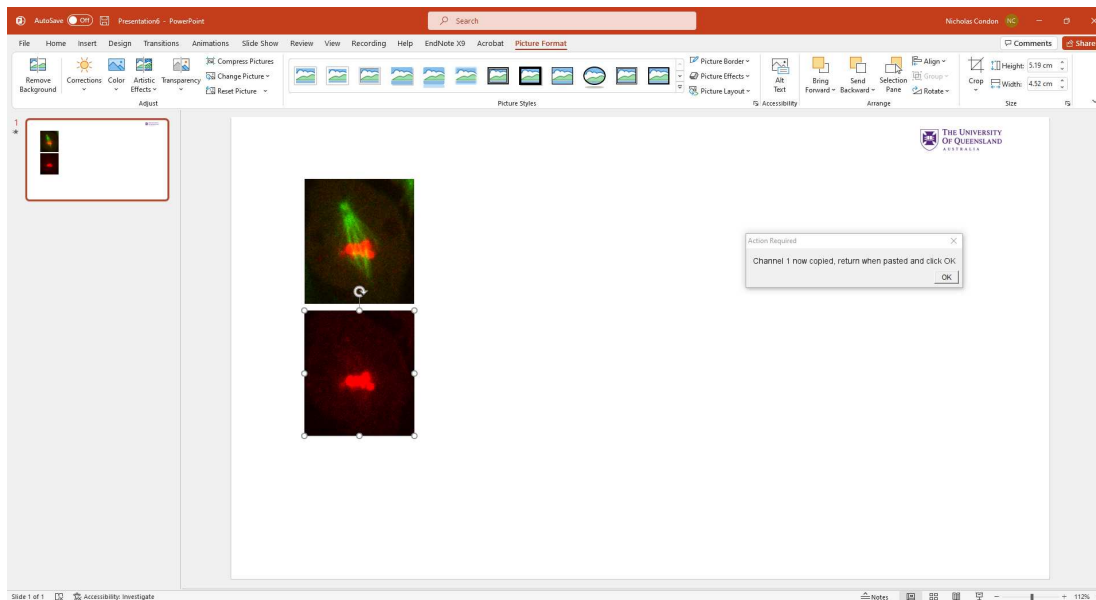 AutoSave Off Presentation6 - PowerPoint Search Nicholas Condon NC
File Home Insert Design Transitions Animations Slide Show Review View Recording Help EndNote X9 Acrobat Picture Format Comments Share
Remove Background
Corrections
Color
Artistic Effects
Transparency
Compress Pictures
Change Picture
Reset Picture
Adjust
Picture Styles
Picture Border
Picture Effects
Picture Layout
Alt Text
Accessibility
Bring Forward
Send Backward
Selection Pane
Align
Group
Rotate
Arrange
Crop
Height: 5.19 cm
Width: 4.52 cm
Size
1
THE UNIVERSITY
OF QUEENSLAND
AUSTRALIA
Action Required
Channel 1 now copied, return when pasted and click OK
OK
Slide 1 of 1 Accessibility: Investigate Notes 112%